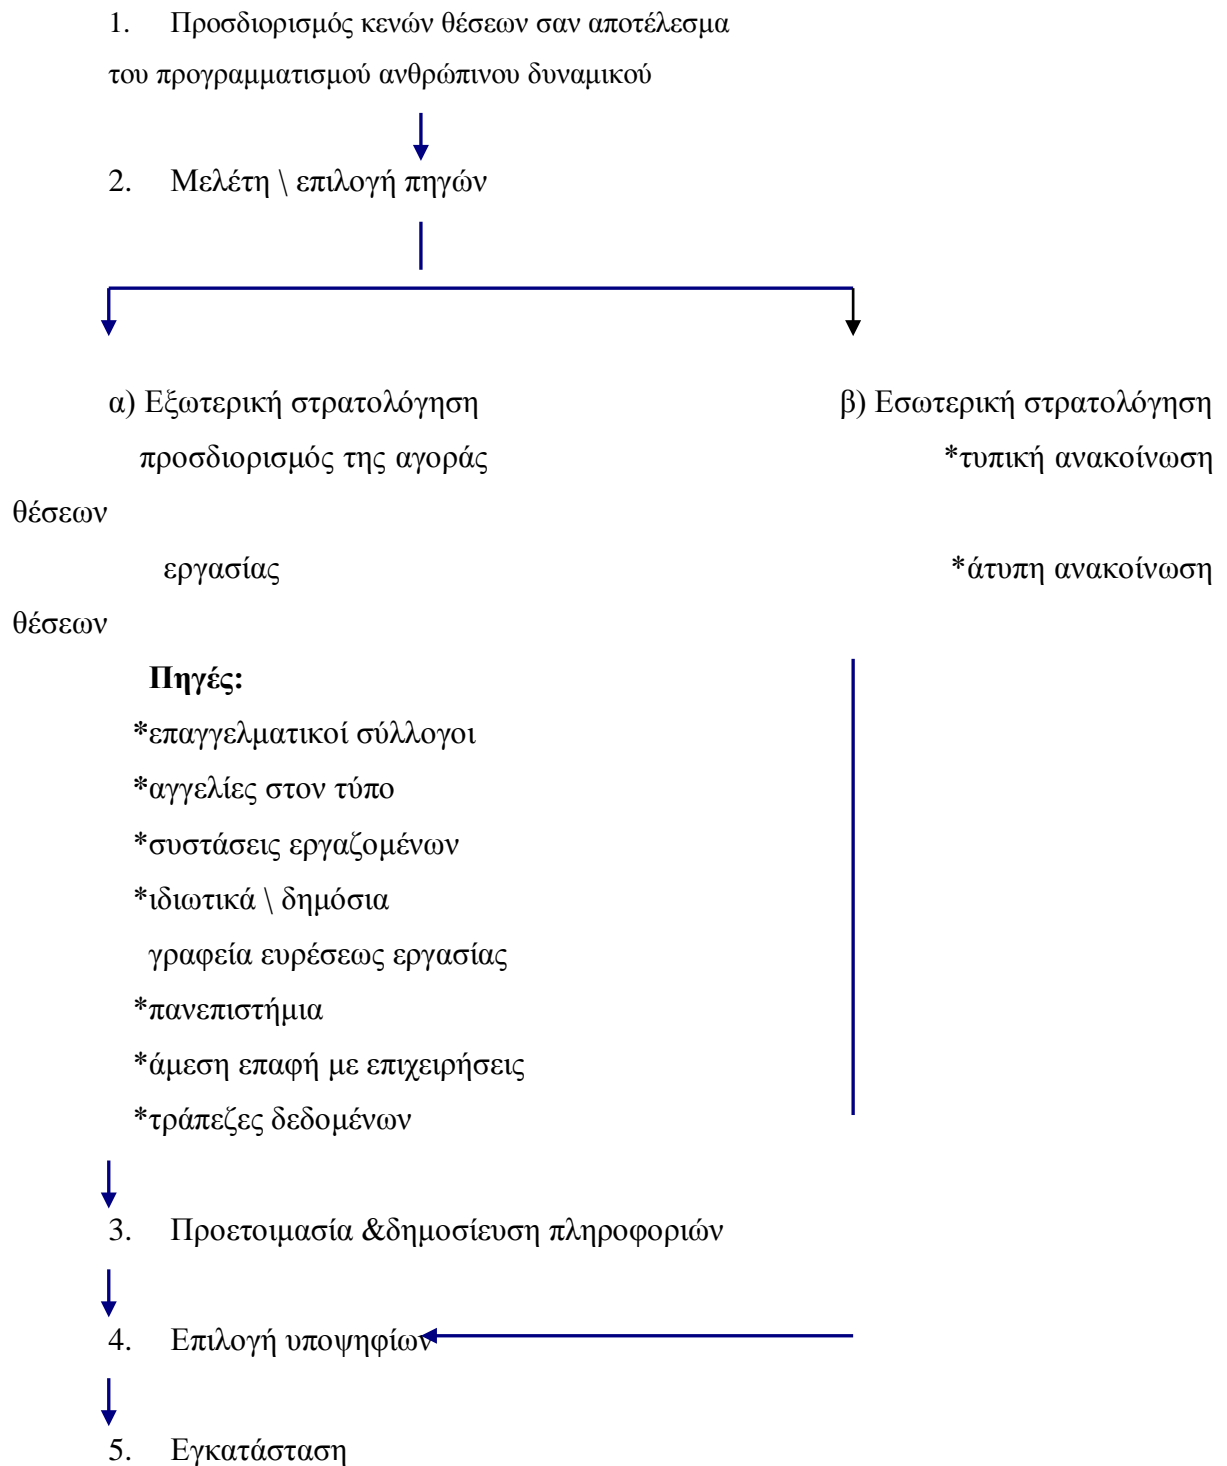 1. Προσδιορισμός κενών θέσεων σαν αποτέλεσμα
του προγραμματισμού ανθρώπινου δυναμικού
2. Μελέτη \ επιλογή πηγών
α) Εξωτερική στρατολόγηση β) Εσωτερική στρατολόγηση
προσδιορισμός της αγοράς *τυπική ανακοίνωση
θέσεων
εργασίας *άτυπη ανακοίνωση
θέσεων
Πηγές:
*επαγγελματικοί σύλλογοι
*αγγελίες στον τύπο
*συστάσεις εργαζομένων
*ιδιωτικά \ δημόσια
γραφεία ευρέσεως εργασίας
*πανεπιστήμια
*άμεση επαφή με επιχειρήσεις
*τράπεζες δεδομένων
3. Προετοιμασία &δημοσίευση πληροφοριών
4. Επιλογή υποψηφίων
5. Εγκατάσταση